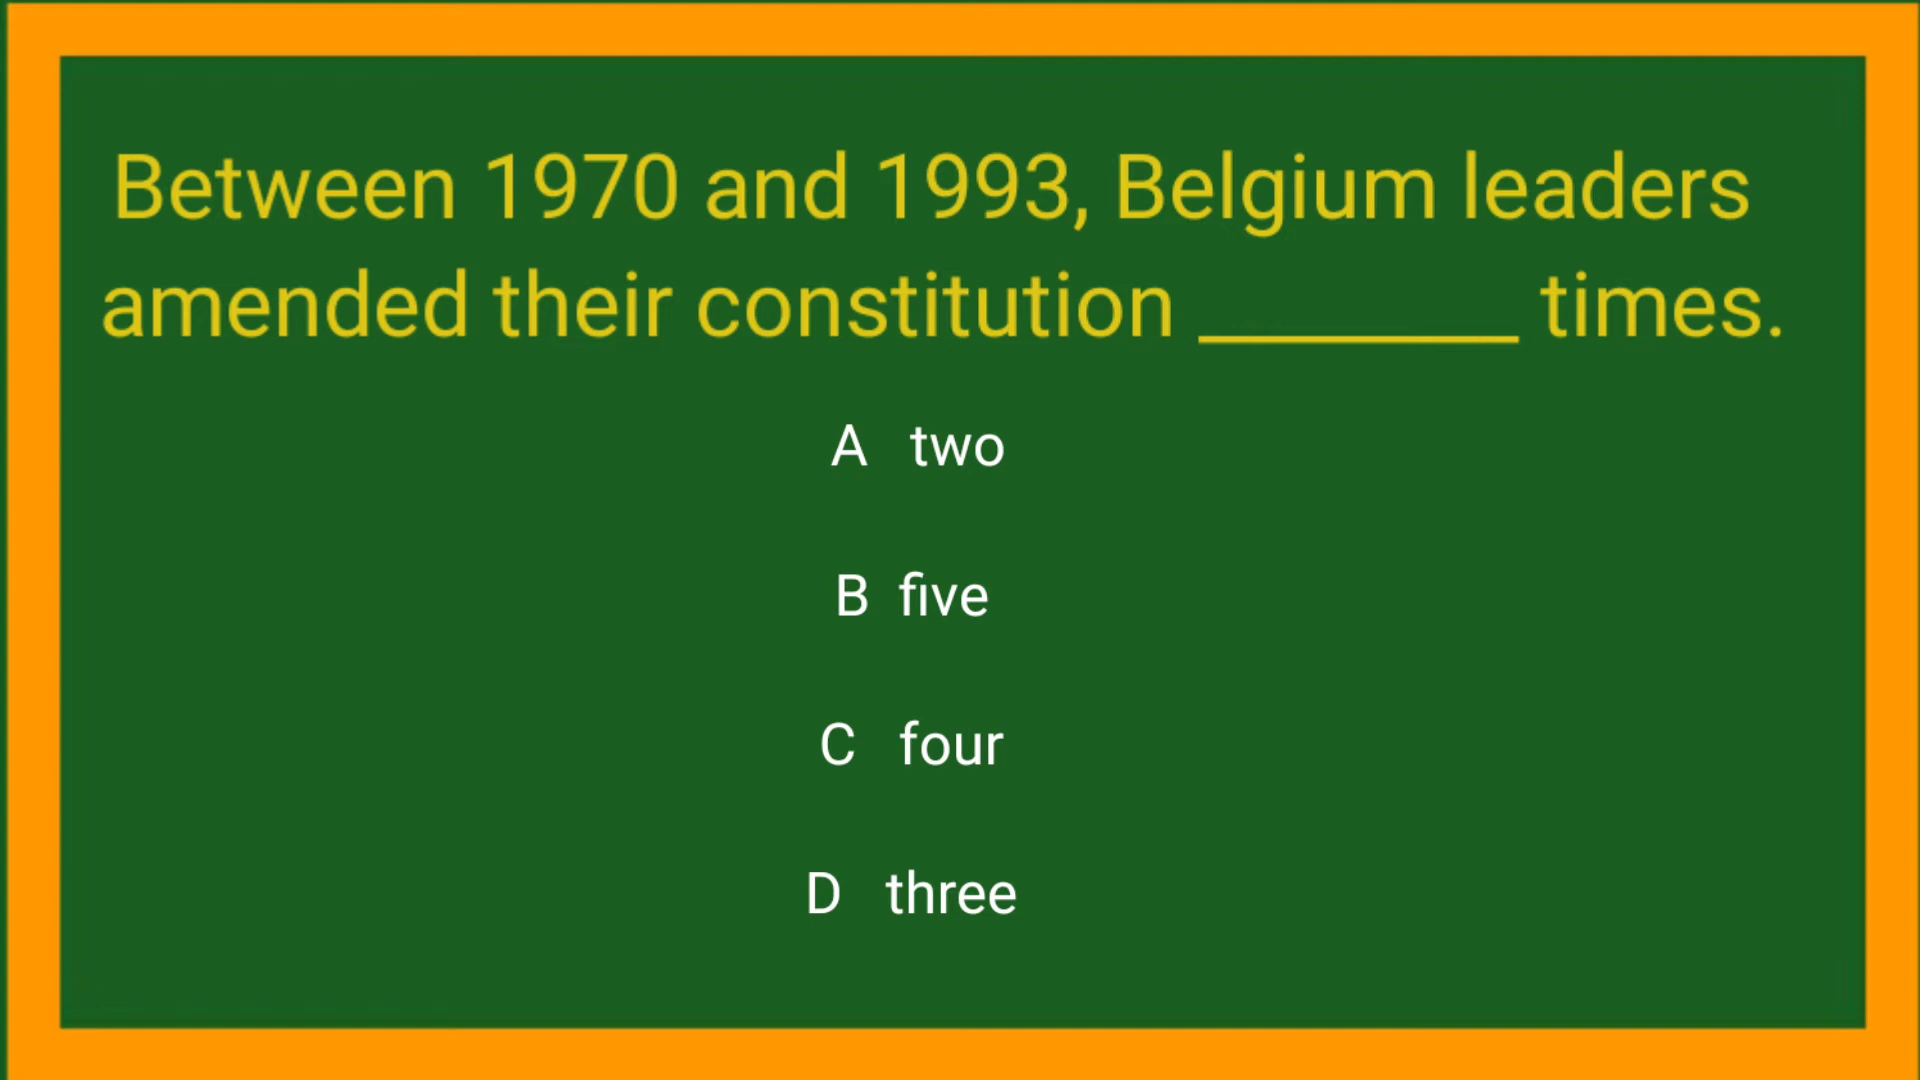 Between 1970 and 1993, Belgium leaders
amended their constitution ________ times.
A two
B five
C four
D three